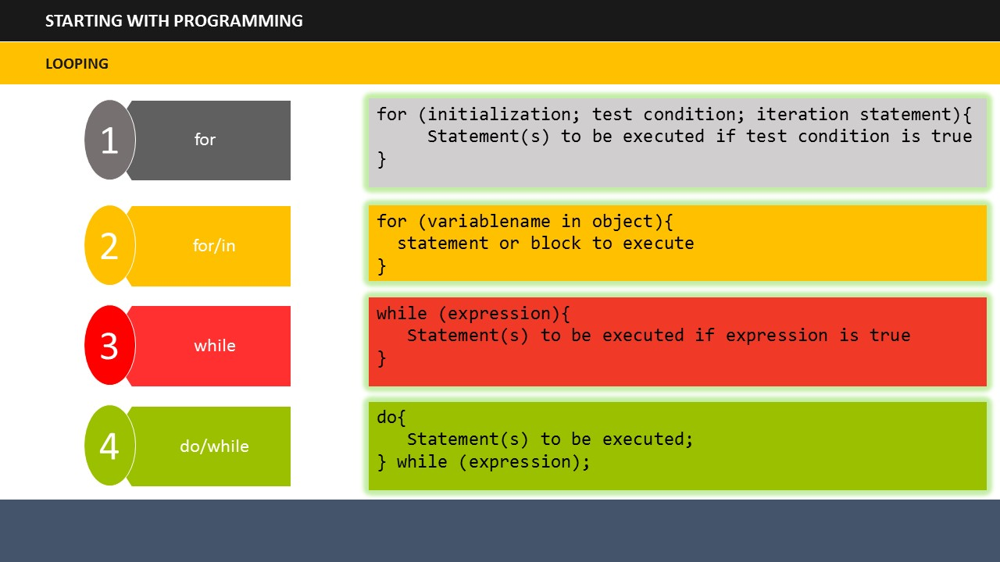 STARTING WITH PROGRAMMING
LOOPING
1
for
for (initialization; test condition; iteration statement){
     Statement(s) to be executed if test condition is true
}
2
for/in
for (variablename in object){
  statement or block to execute
}
3
while
while (expression){
   Statement(s) to be executed if expression is true
}
4
do/while
do{
   Statement(s) to be executed;
} while (expression);